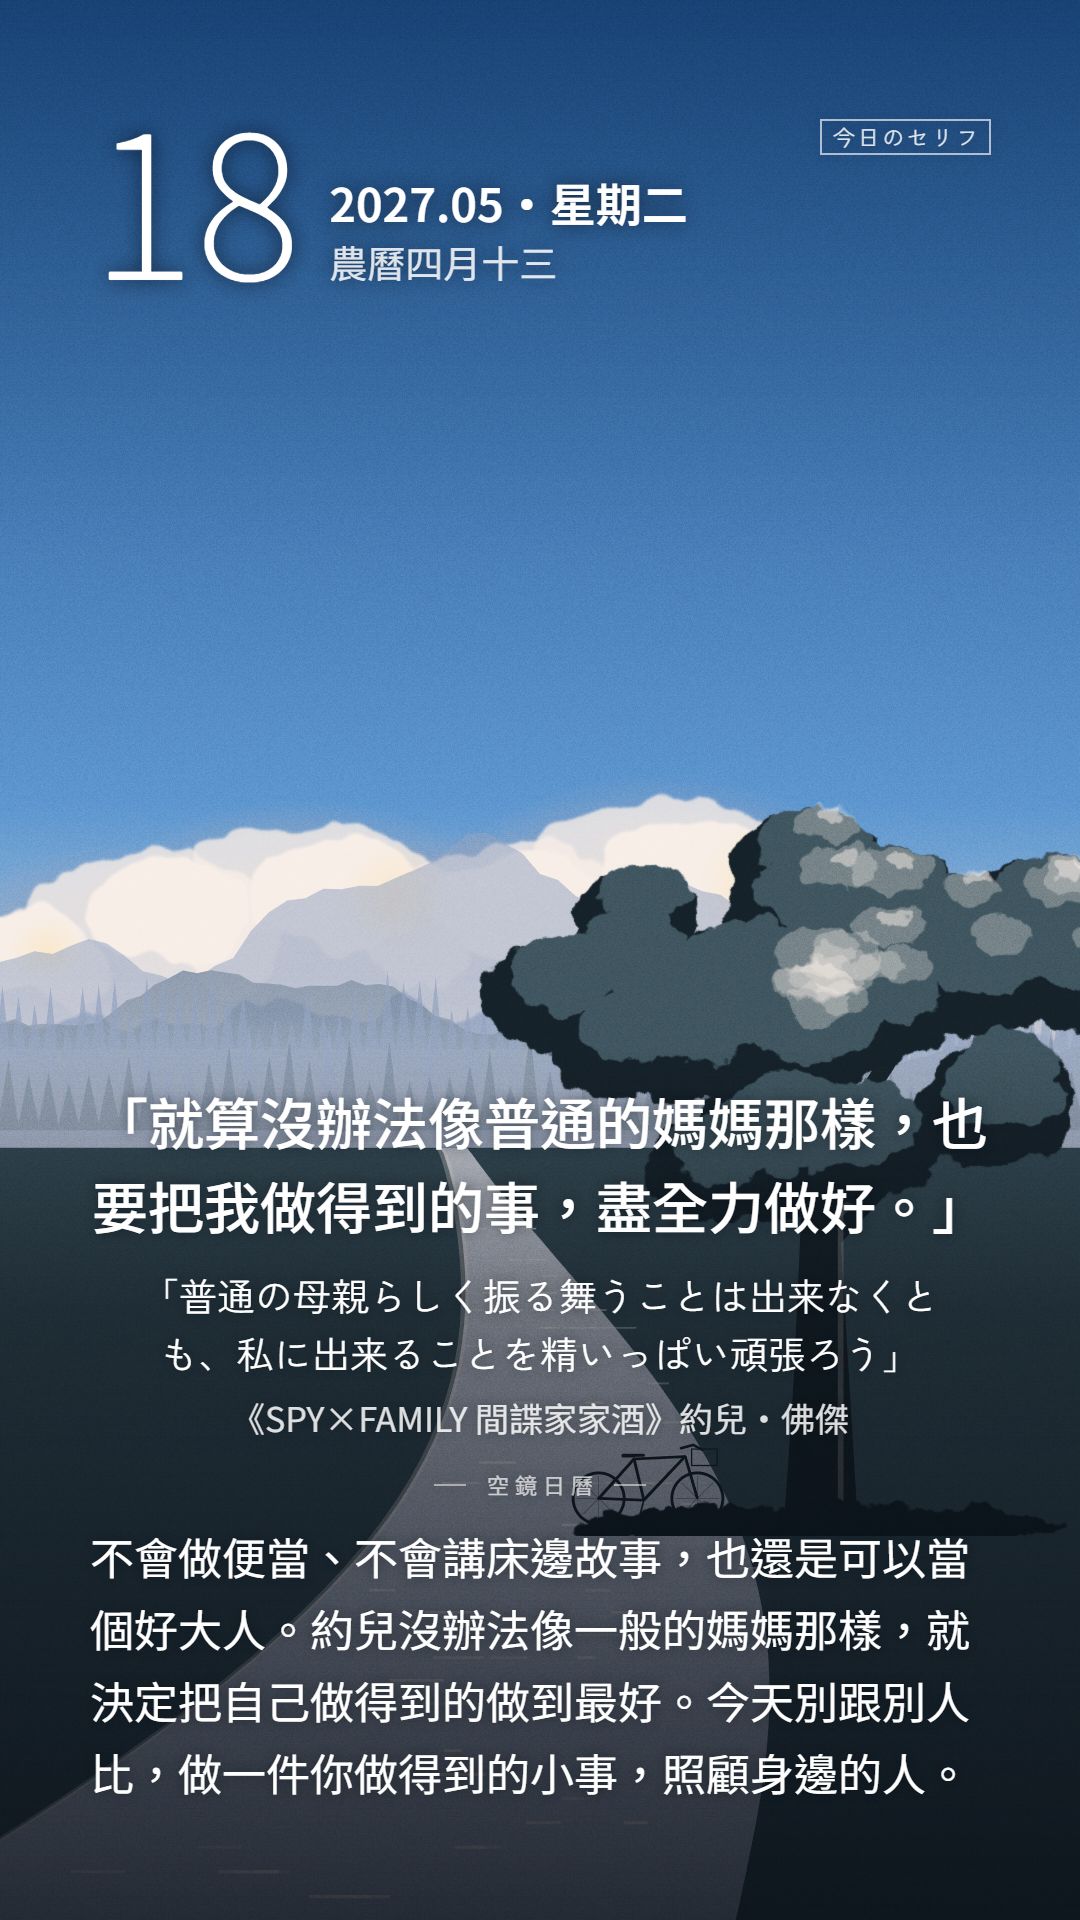 18
今日のセリフ
2027.05・星期二
農曆四月十三
「就算沒辦法像普通的媽媽那樣，也
要把我做得到的事，盡全力做好。」
「普通の母親らしく振る舞うことは出来なくと
も、私に出来ることを精いっぱい頑張ろう」
《SPY×FAMILY 間諜家家酒》約兒・佛傑
空鏡日曆
不會做便當、不會講床邊故事，也還是可以當
個好大人。約兒沒辦法像一般的媽媽那樣，就
決定把自己做得到的做到最好。今天別跟別人
比，做一件你做得到的小事，照顧身邊的人。